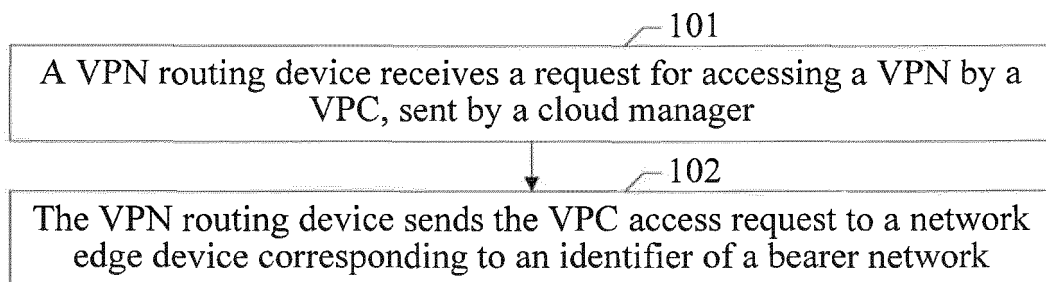 101
A VPN routing device receives a request for accessing a VPN by a
VPC, sent by a cloud manager
102
The VPN routing device sends the VPC access request to a network
edge device corresponding to an identifier of a bearer network